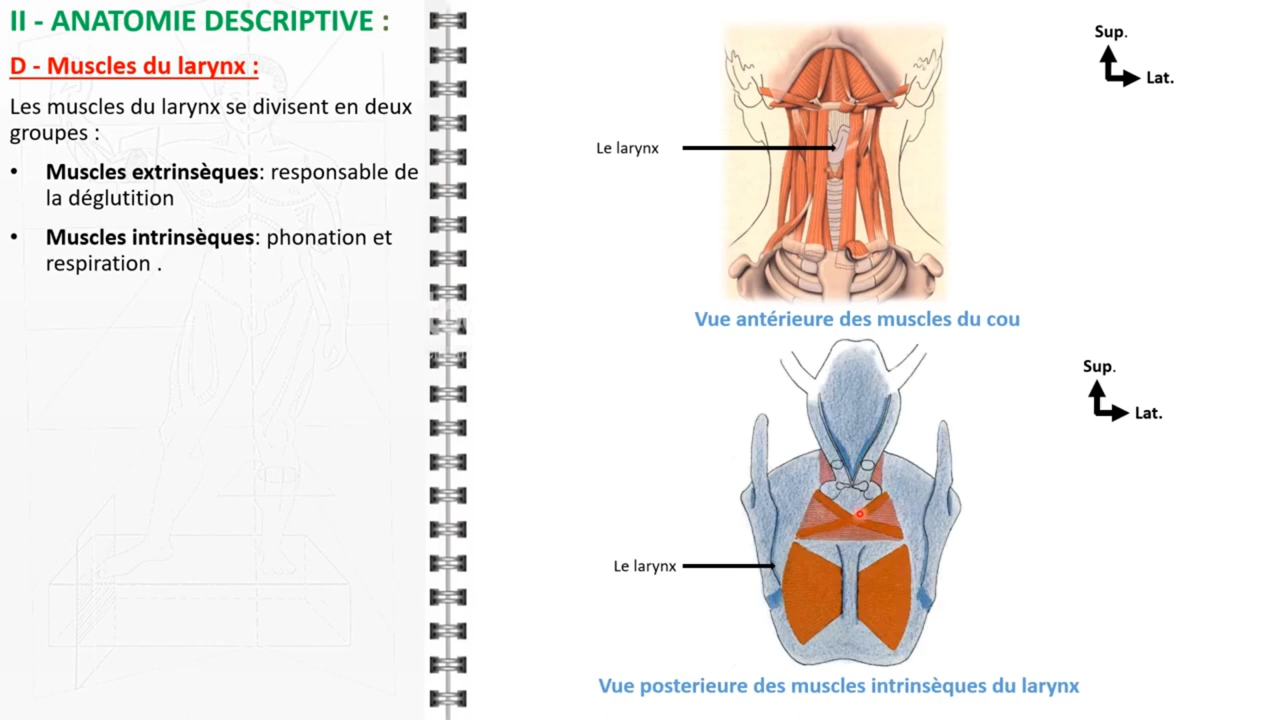 II - ANATOMIE DESCRIPTIVE :
D - Muscles du larynx :
Les muscles du larynx se divisent en deux
groupes :
• Muscles extrinsèques: responsable de
la déglutition
• Muscles intrinsèques: phonation et
respiration .
Sup.
Lat.
Le larynx
Vue antérieure des muscles du cou
Sup.
Lat.
Le larynx
Vue posterieure des muscles intrinsèques du larynx